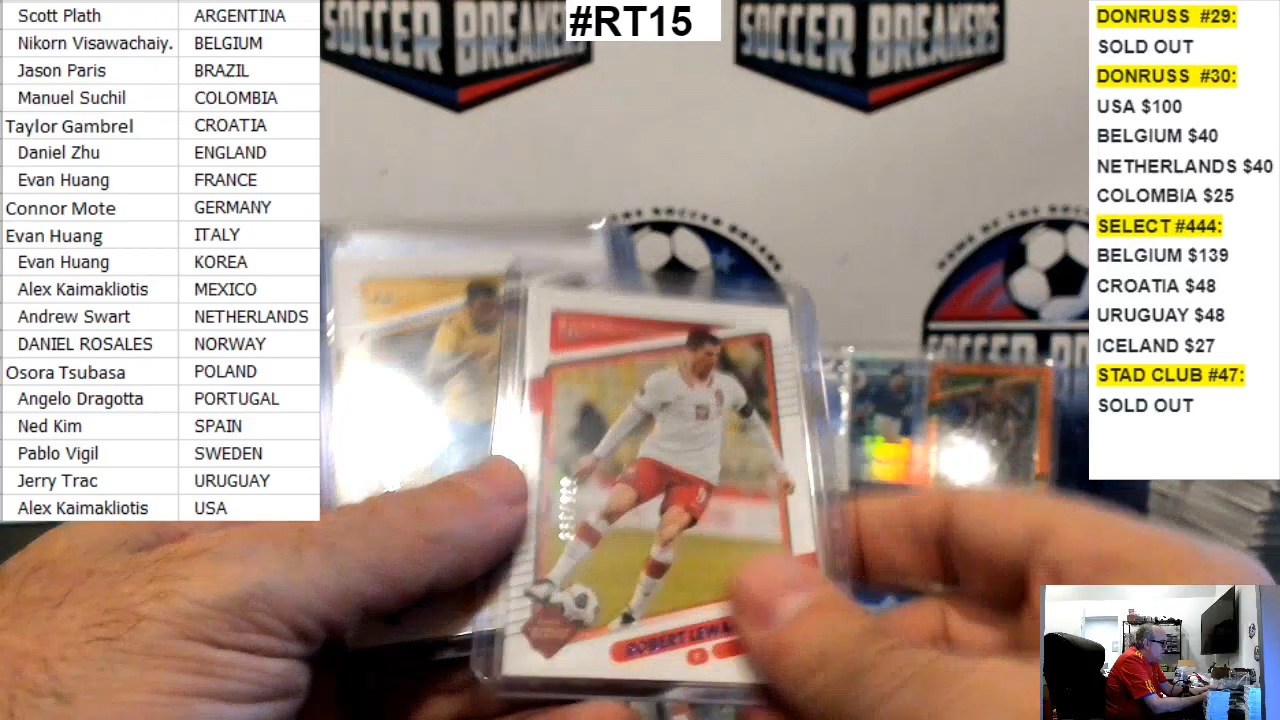 Scott Plath ARGENTINA
Nikorn Visawachaiy. BELGIUM
Jason Paris BRAZIL
Manuel Suchil COLOMBIA
Taylor Gambrel CROATIA
Daniel Zhu ENGLAND
Evan Huang FRANCE
Connor Mote GERMANY
Evan Huang ITALY
Evan Huang KOREA
Alex Kaimakliotis MEXICO
Andrew Swart NETHERLANDS
DANIEL ROSALES NORWAY
Osora Tsubasa POLAND
Angelo Dragotta PORTUGAL
Ned Kim SPAIN
Pablo Vigil SWEDEN
Jerry Trac URUGUAY
Alex Kaimakliotis USA
#RT15
SOCCER BREAKERS
SOCCER BREAKERS
ROBERT LEWA
DONRUSS #29:
SOLD OUT
DONRUSS #30:
USA $100
BELGIUM $40
NETHERLANDS $40
COLOMBIA $25
SELECT #444:
BELGIUM $139
CROATIA $48
URUGUAY $48
ICELAND $27
STAD CLUB #47:
SOLD OUT